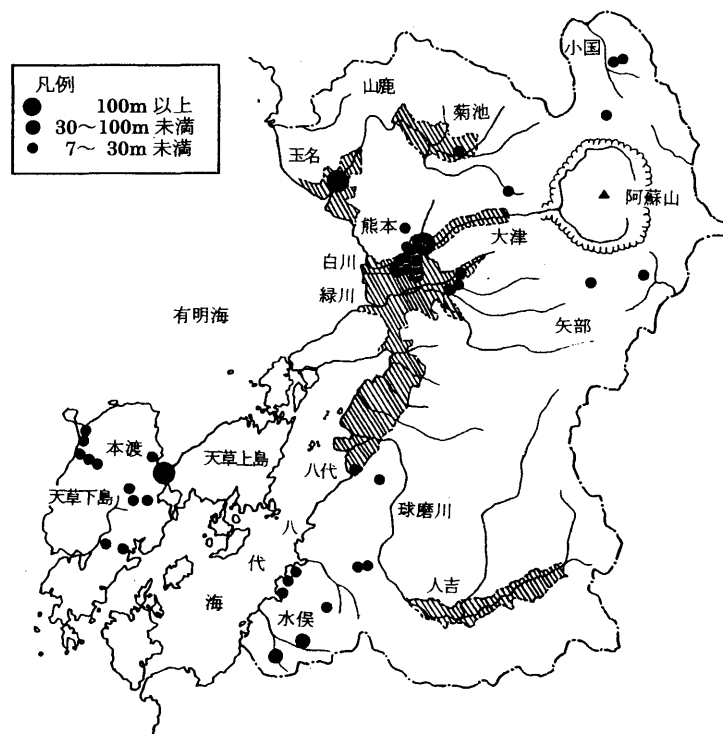 凡例
100m 以上
30～100m 未満
7～ 30m 未満
小国
山鹿
菊池
玉名
阿蘇山
熊本
大津
白川
緑川
有明海
矢部
本渡
天草上島
八代
天草下島
球磨川
八
代
海
人吉
水俣